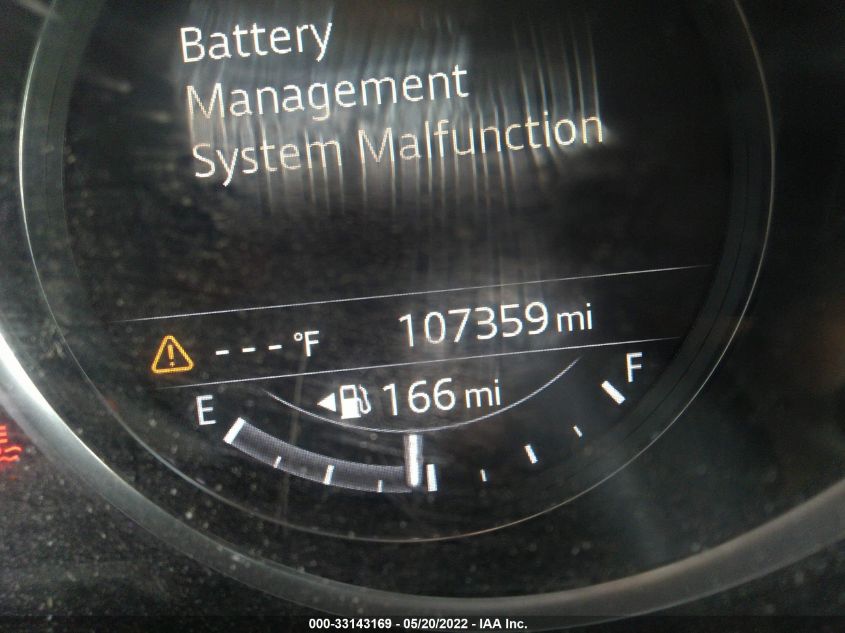 Battery
Management
System Malfunction
---°F 107359 mi
166 mi
E F
000-33143169 - 05/20/2022 - IAA Inc.